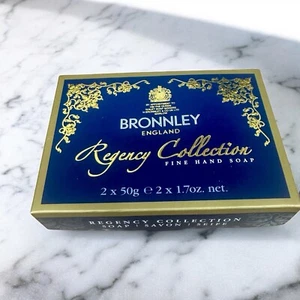 BRONNLEY
ENGLAND
Regency Collection
FINE HAND SOAP
2 x 50g ℮ 2 x 1.7oz. net.
REGENCY COLLECTION
SOAP / SAVON / SEIFE